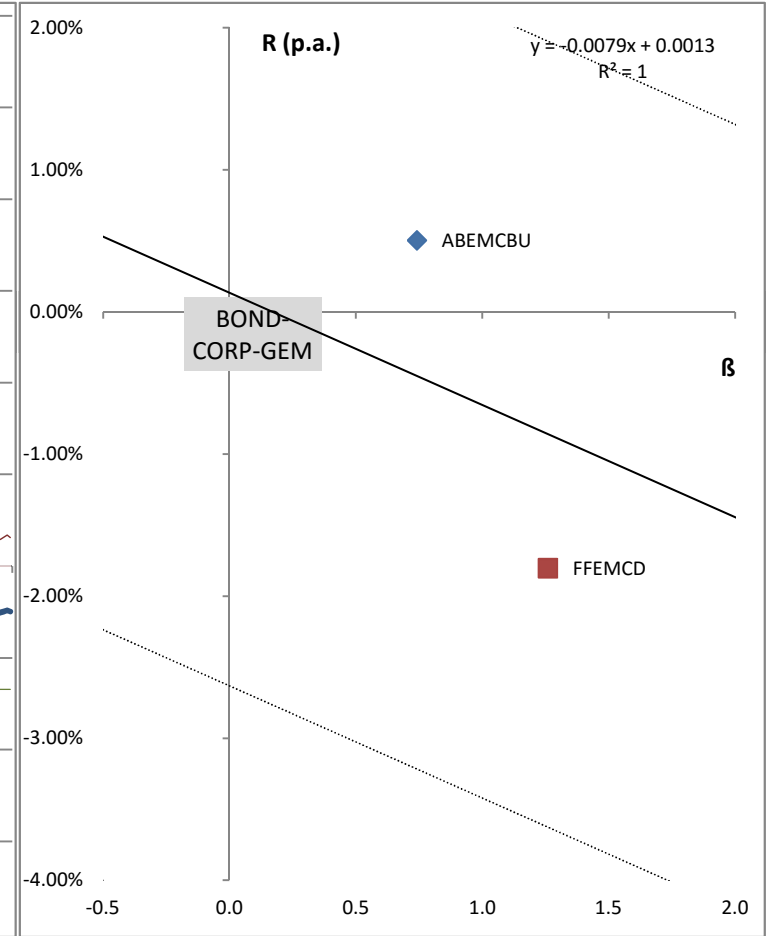 2.00%
R (p.a.)
y = -0.0079x + 0.0013
R² = 1
1.00%
ABEMCBU
0.00%
BOND-
CORP-GEM
ß
-1.00%
FFEMCD
-2.00%
-3.00%
-4.00%
-0.5 0.0 0.5 1.0 1.5 2.0